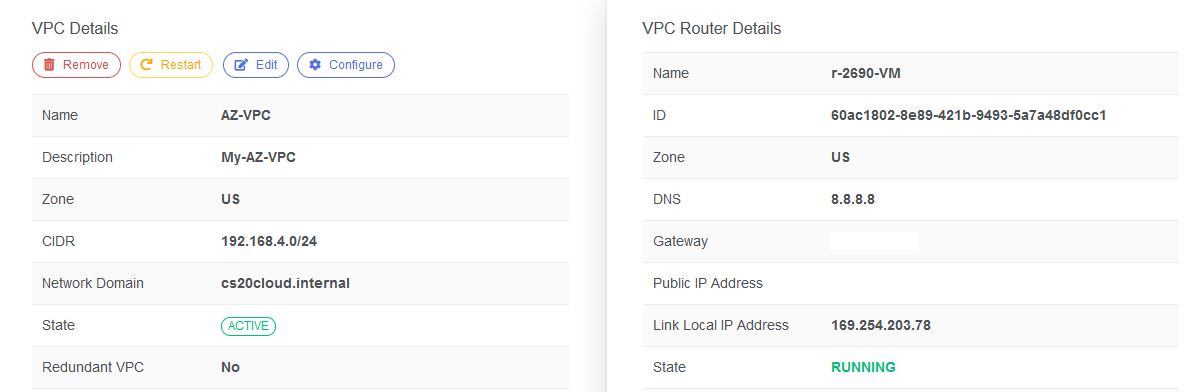 VPC Details
Remove Restart Edit Configure
Name AZ-VPC
Description My-AZ-VPC
Zone US
CIDR 192.168.4.0/24
Network Domain cs20cloud.internal
State ACTIVE
Redundant VPC No
VPC Router Details
Name r-2690-VM
ID 60ac1802-8e89-421b-9493-5a7a48df0cc1
Zone US
DNS 8.8.8.8
Gateway
Public IP Address
Link Local IP Address 169.254.203.78
State RUNNING